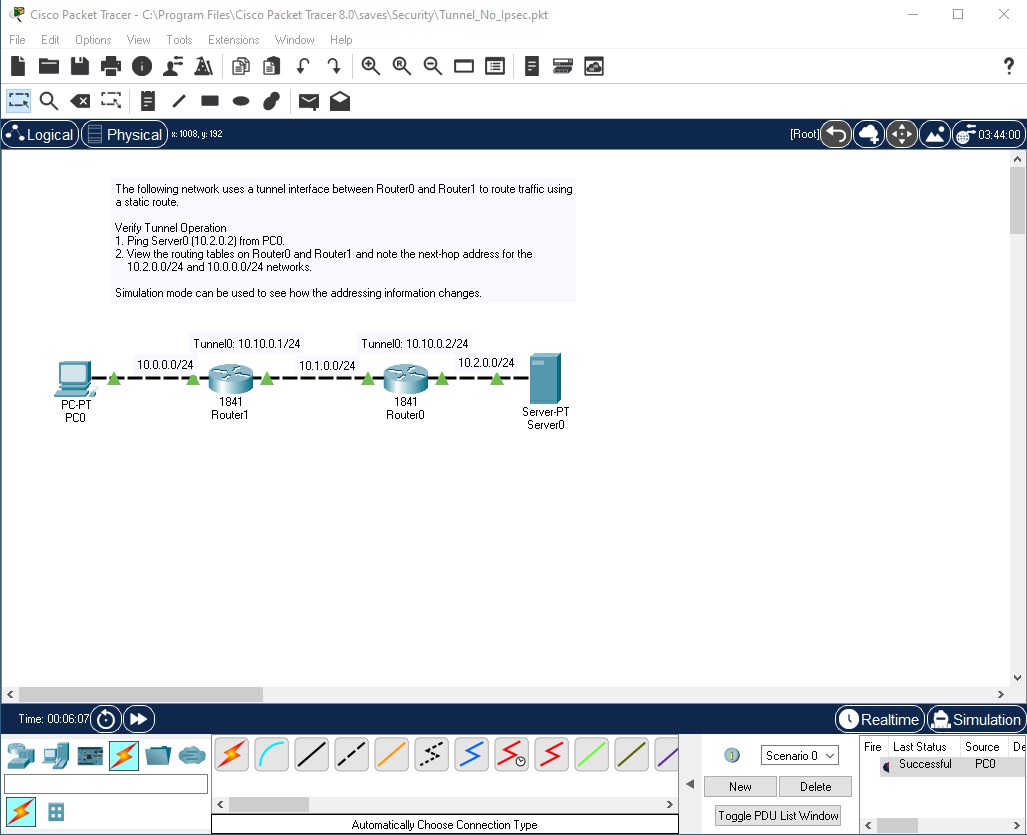 Cisco Packet Tracer - C:\Program Files\Cisco Packet Tracer 8.0\saves\Security\Tunnel_No_Ipsec.pkt
File Edit Options View Tools Extensions Window Help
Logical Physical x: 1008, y: 192 [Root] 03:44:00
The following network uses a tunnel interface between Router0 and Router1 to route traffic using
a static route.
Verify Tunnel Operation
1. Ping Server0 (10.2.0.2) from PC0.
2. View the routing tables on Router0 and Router1 and note the next-hop address for the
10.2.0.0/24 and 10.0.0.0/24 networks.
Simulation mode can be used to see how the addressing information changes.
Tunnel0: 10.10.0.1/24 Tunnel0: 10.10.0.2/24
10.0.0.0/24 10.1.0.0/24 10.2.0.0/24
PC-PT
PC0
1841
Router1
1841
Router0
Server-PT
Server0
Time: 00:06:07 Realtime Simulation
Scenario 0
New Delete
Toggle PDU List Window
Fire Last Status Source De
Successful PC0
Automatically Choose Connection Type